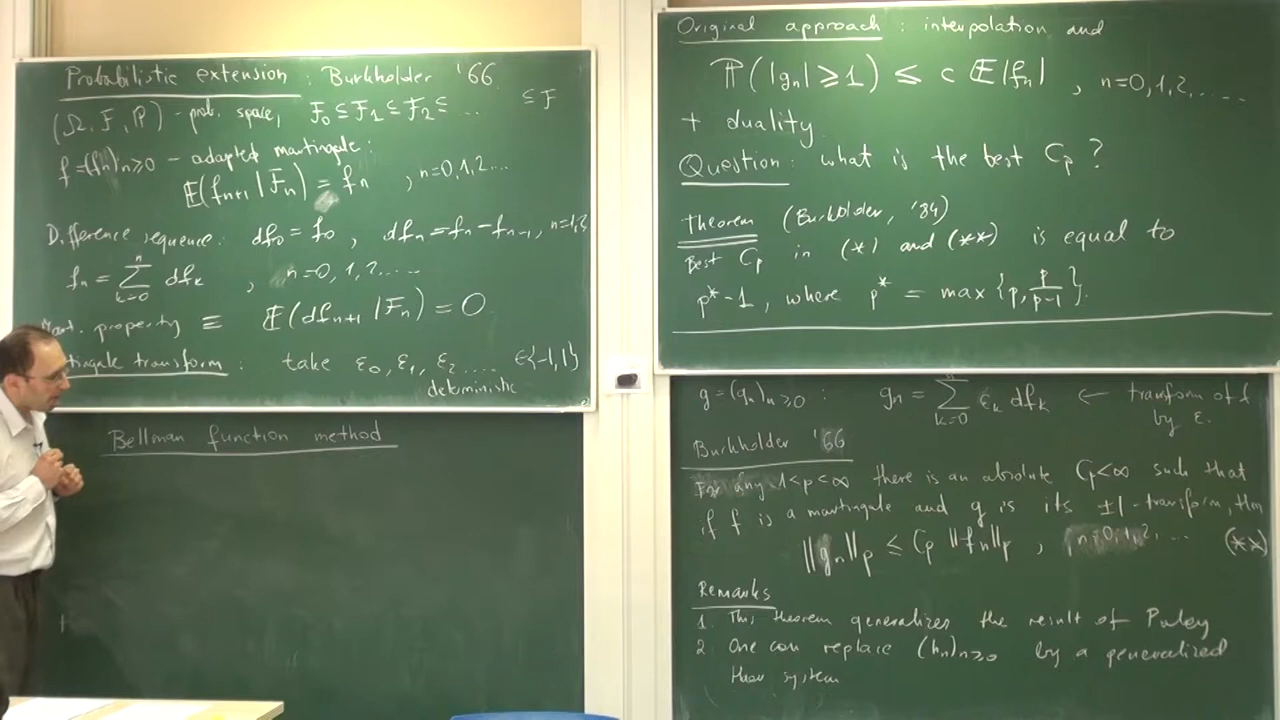 Probabilistic extension : Burkholder '66
(Ω, F, ℙ) - prob. space, F₀ ⊆ F₁ ⊆ F₂ ⊆ ... ⊆ F
f = (fₙ)ₙ≥₀ - adapted martingale:
𝔼(fₙ₊₁ | Fₙ) = fₙ , n=0,1,2....
Difference sequence: df₀ = f₀ , dfₙ = fₙ - fₙ₋₁, n=1,2
fₙ = Σₖ₌₀ⁿ dfₖ , n=0,1,2.....
Mart. property ≡ 𝔼(dfₙ₊₁ | Fₙ) = 0
tingale transform : take ε₀, ε₁, ε₂ ..... ∈{-1,1}
deterministic
Bellman function method
Original approach : interpolation and
ℙ(|gₙ| ≥ 1) ≤ c 𝔼|fₙ| , n=0,1,2,.....
+ duality
Question: what is the best Cₚ ?
Theorem (Burkholder, '84)
Best Cₚ in (*) and (**) is equal to
p* - 1, where p* = max {p, p/(p-1)}.
g = (gₙ)ₙ≥₀ : gₙ = Σₖ₌₀ⁿ εₖ dfₖ ← transform of f
by ε.
Burkholder '66
For any 1<p<∞ there is an absolute Cₚ<∞ such that
if f is a martingale and g is its ±1-transform, then
||gₙ||ₚ ≤ Cₚ ||fₙ||ₚ , n=0,1,2,... (**)
Remarks
1. This theorem generalizes the result of Paley
2. One can replace (hₙ)ₙ≥₀ by a generalized
Haar system